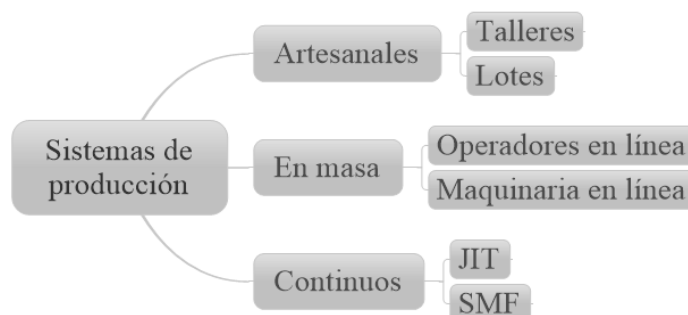 Sistemas de
producción
Artesanales
Talleres
Lotes
En masa
Operadores en línea
Maquinaria en línea
Continuos
JIT
SMF